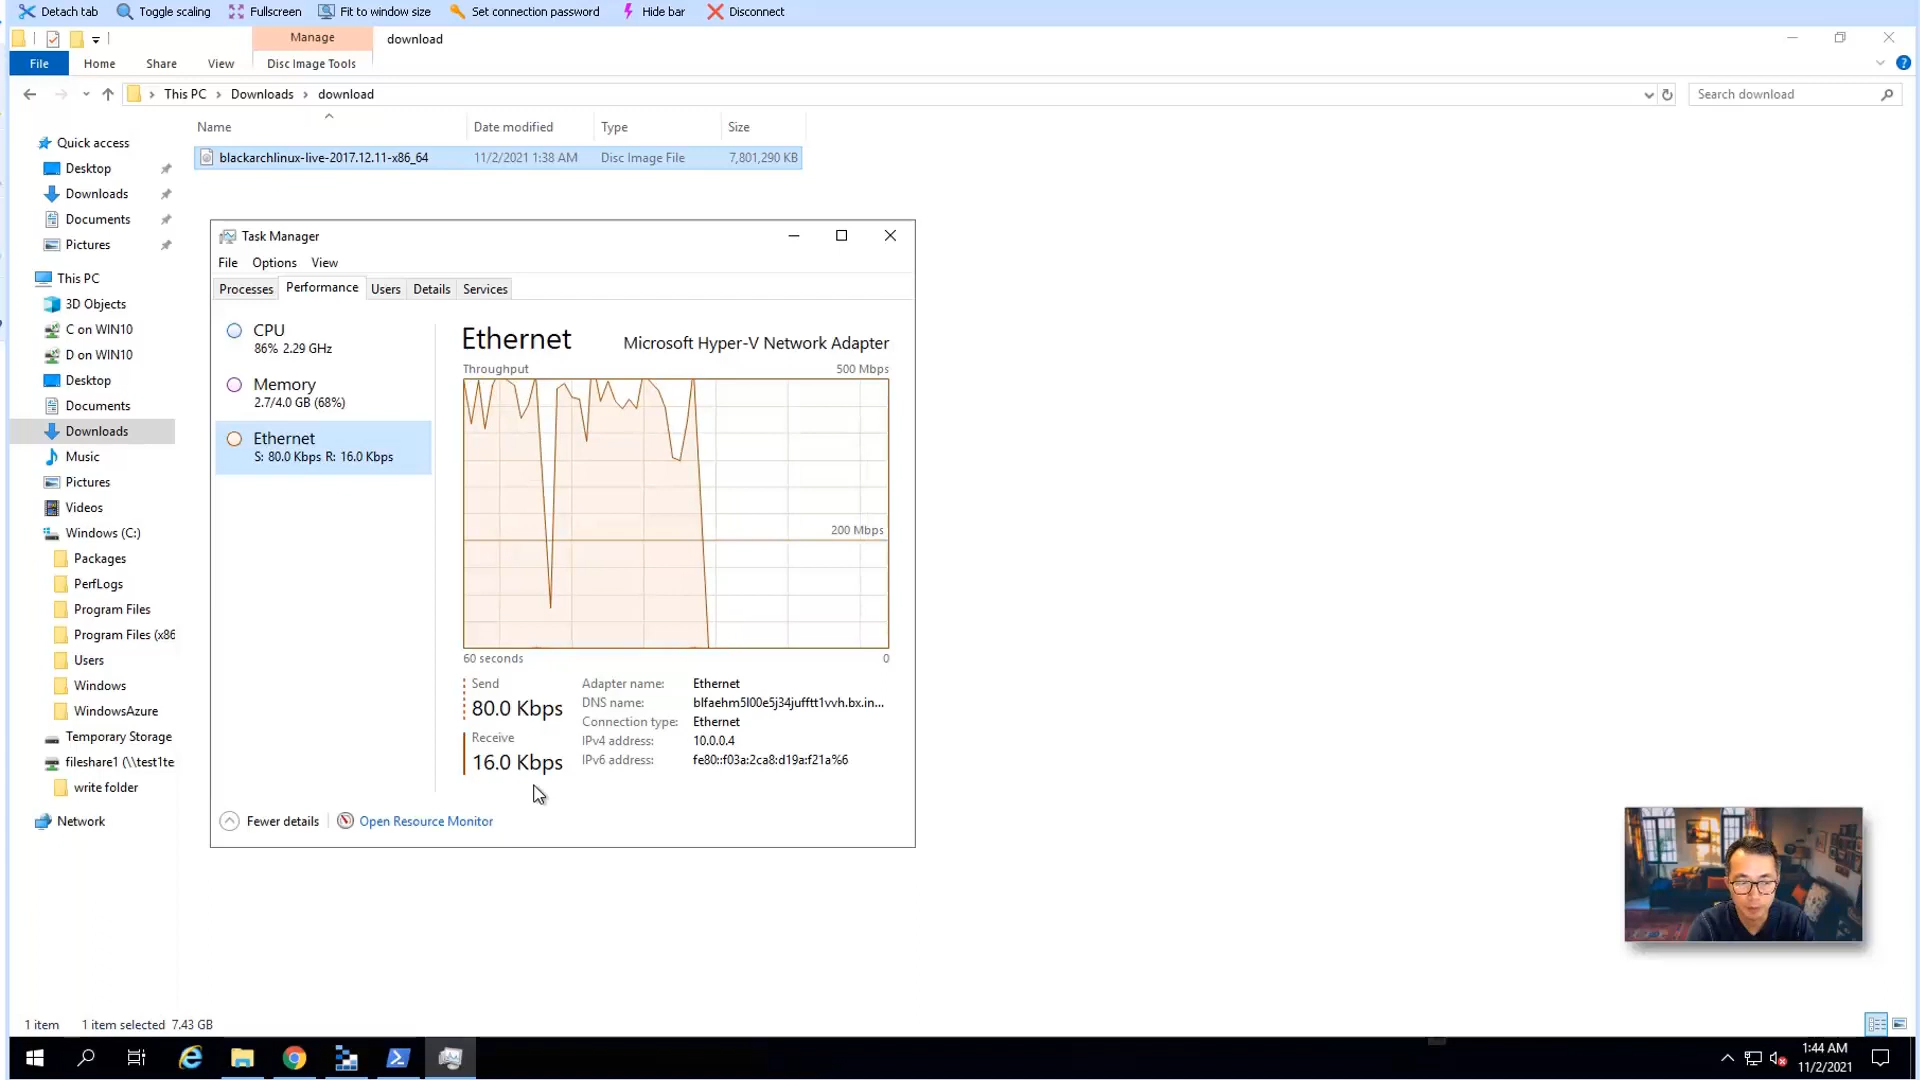 Detach tab Toggle scaling Fullscreen Fit to window size Set connection password Hide bar Disconnect
Manage download
File Home Share View Disc Image Tools
This PC Downloads download Search download
Name Date modified Type Size
blackarchlinux-live-2017.12.11-x86_64 11/2/2021 1:38 AM Disc Image File 7,801,290 KB
Quick access
Desktop
Downloads
Documents
Pictures
This PC
3D Objects
C on WIN10
D on WIN10
Desktop
Documents
Downloads
Music
Pictures
Videos
Windows (C:)
Packages
PerfLogs
Program Files
Program Files (x86
Users
Windows
WindowsAzure
Temporary Storage
fileshare1 (\\test1te
write folder
Network
Task Manager
File Options View
Processes Performance Users Details Services
CPU
86% 2.29 GHz
Memory
2.7/4.0 GB (68%)
Ethernet
S: 80.0 Kbps R: 16.0 Kbps
Ethernet Microsoft Hyper-V Network Adapter
Throughput 500 Mbps
200 Mbps
60 seconds 0
Send
80.0 Kbps
Receive
16.0 Kbps
Adapter name: Ethernet
DNS name: blfaehm5l00e5j34jufftt1vvh.bx.in...
Connection type: Ethernet
IPv4 address: 10.0.0.4
IPv6 address: fe80::f03a:2ca8:d19a:f21a%6
Fewer details Open Resource Monitor
1 item 1 item selected 7.43 GB
1:44 AM
11/2/2021